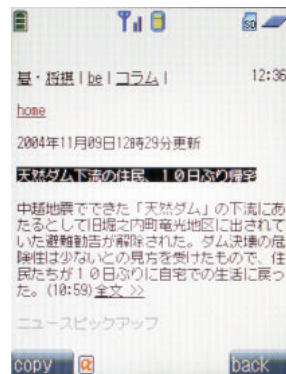 SD
碁・将棋 | be | コラム | 12:36
home
2004年11月09日12時29分更新
天然ダム下流の住民、１０日ぶり帰宅
中越地震でできた「天然ダム」の下流にあ
たるとして旧堀之内町竜光地区に出されて
いた避難勧告が解除された。ダム決壊の危
険性は少ないとの見方を受けたもので、住
民たちが１０日ぶりに自宅での生活に戻っ
た。(10:59)全文 >>
ニュースピックアップ
copy @ back